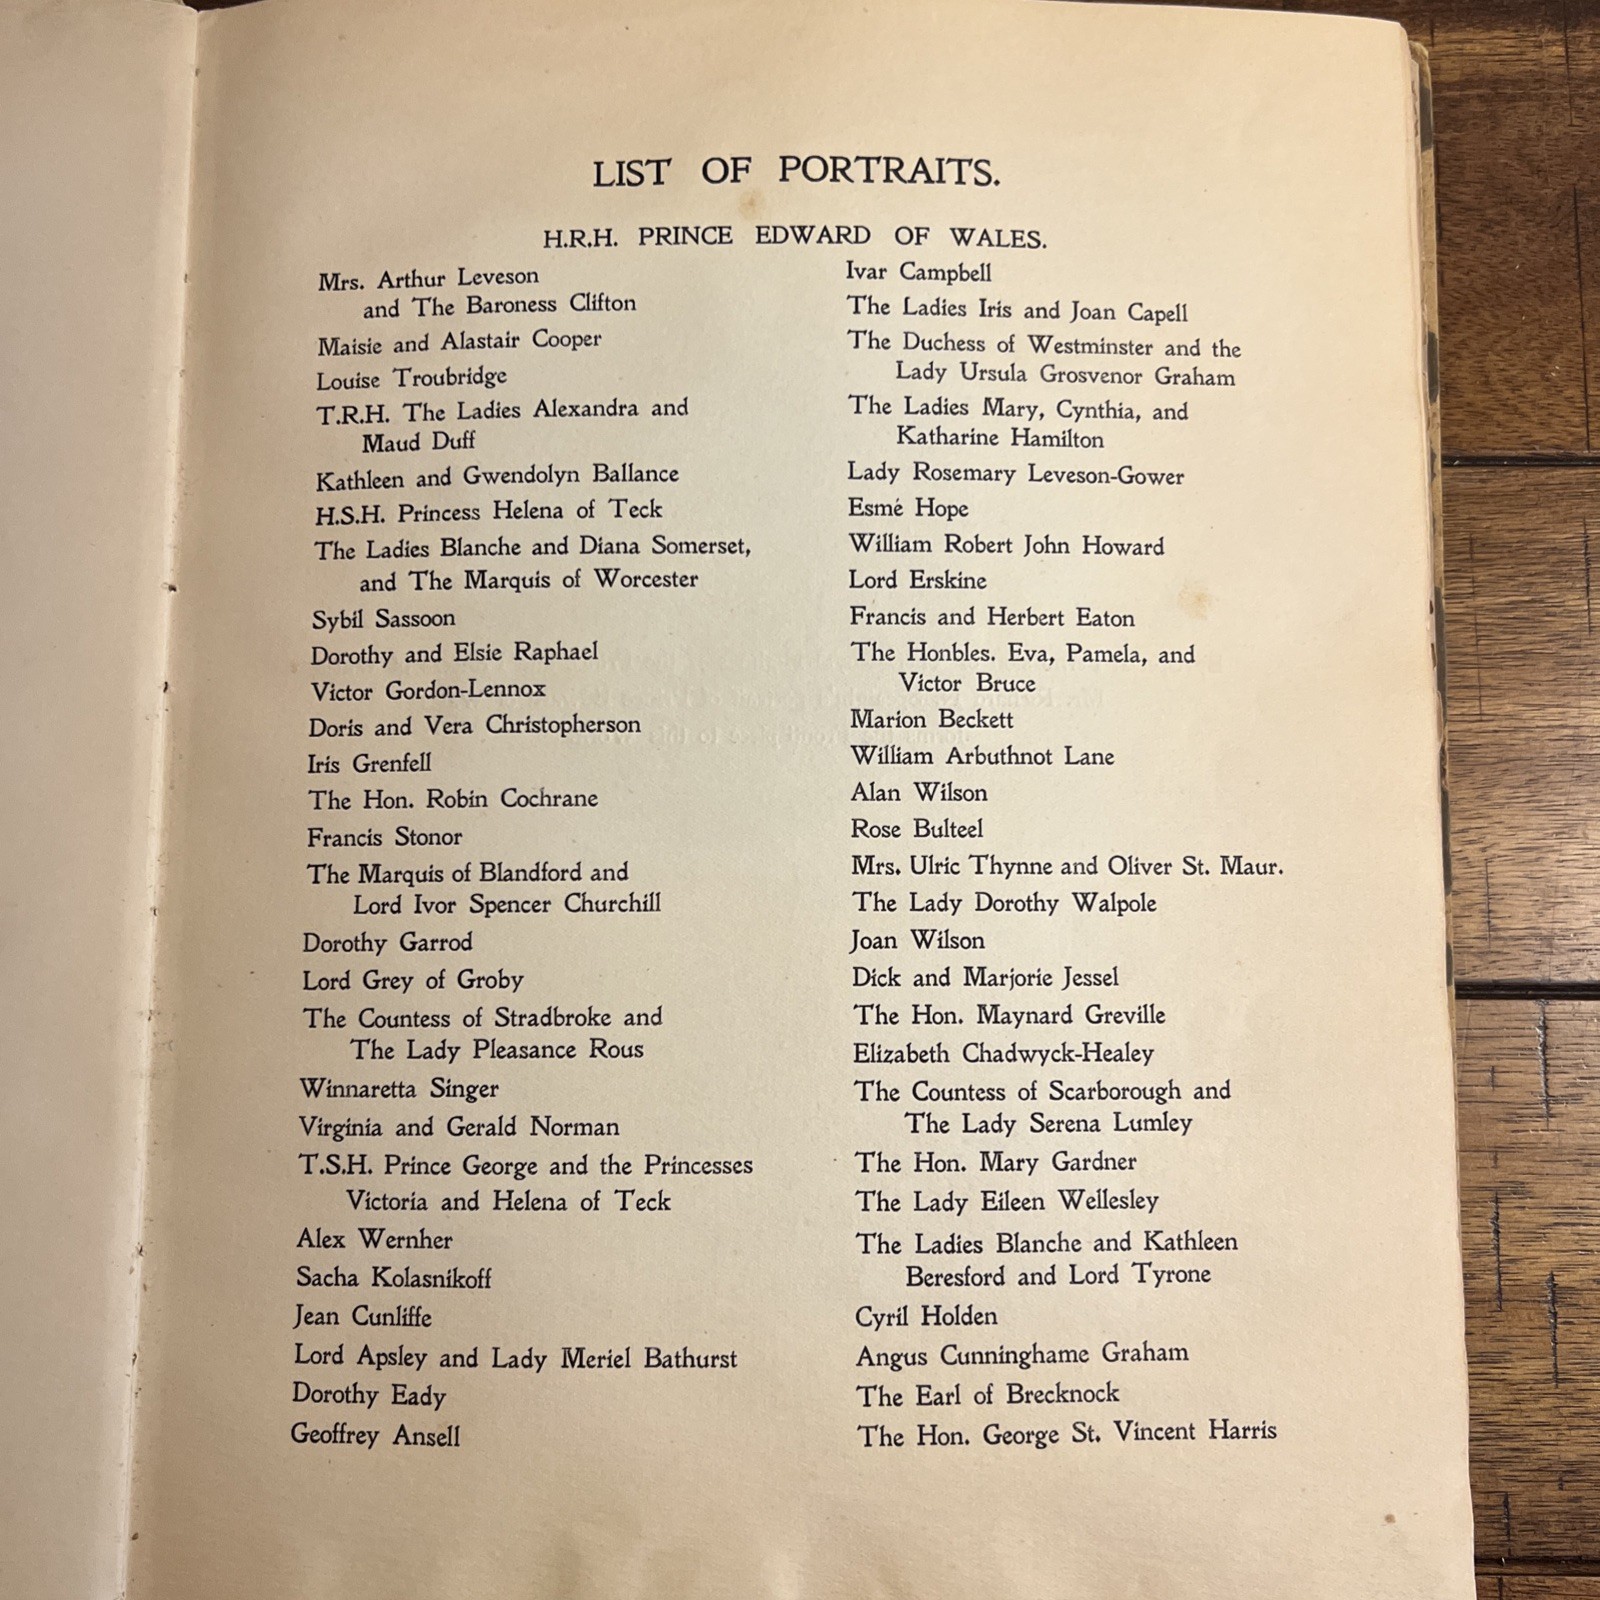 LIST OF PORTRAITS.
H.R.H. PRINCE EDWARD OF WALES.
Mrs. Arthur Leveson
and The Baroness Clifton
Maisie and Alastair Cooper
Louise Troubridge
T.R.H. The Ladies Alexandra and
Maud Duff
Kathleen and Gwendolyn Ballance
H.S.H. Princess Helena of Teck
The Ladies Blanche and Diana Somerset,
and The Marquis of Worcester
Sybil Sassoon
Dorothy and Elsie Raphael
Victor Gordon-Lennox
Doris and Vera Christopherson
Iris Grenfell
The Hon. Robin Cochrane
Francis Stonor
The Marquis of Blandford and
Lord Ivor Spencer Churchill
Dorothy Garrod
Lord Grey of Groby
The Countess of Stradbroke and
The Lady Pleasance Rous
Winnaretta Singer
Virginia and Gerald Norman
T.S.H. Prince George and the Princesses
Victoria and Helena of Teck
Alex Wernher
Sacha Kolasnikoff
Jean Cunliffe
Lord Apsley and Lady Meriel Bathurst
Dorothy Eady
Geoffrey Ansell
Ivar Campbell
The Ladies Iris and Joan Capell
The Duchess of Westminster and the
Lady Ursula Grosvenor Graham
The Ladies Mary, Cynthia, and
Katharine Hamilton
Lady Rosemary Leveson-Gower
Esmé Hope
William Robert John Howard
Lord Erskine
Francis and Herbert Eaton
The Honbles. Eva, Pamela, and
Victor Bruce
Marion Beckett
William Arbuthnot Lane
Alan Wilson
Rose Bulteel
Mrs. Ulric Thynne and Oliver St. Maur.
The Lady Dorothy Walpole
Joan Wilson
Dick and Marjorie Jessel
The Hon. Maynard Greville
Elizabeth Chadwyck-Healey
The Countess of Scarborough and
The Lady Serena Lumley
The Hon. Mary Gardner
The Lady Eileen Wellesley
The Ladies Blanche and Kathleen
Beresford and Lord Tyrone
Cyril Holden
Angus Cunninghame Graham
The Earl of Brecknock
The Hon. George St. Vincent Harris